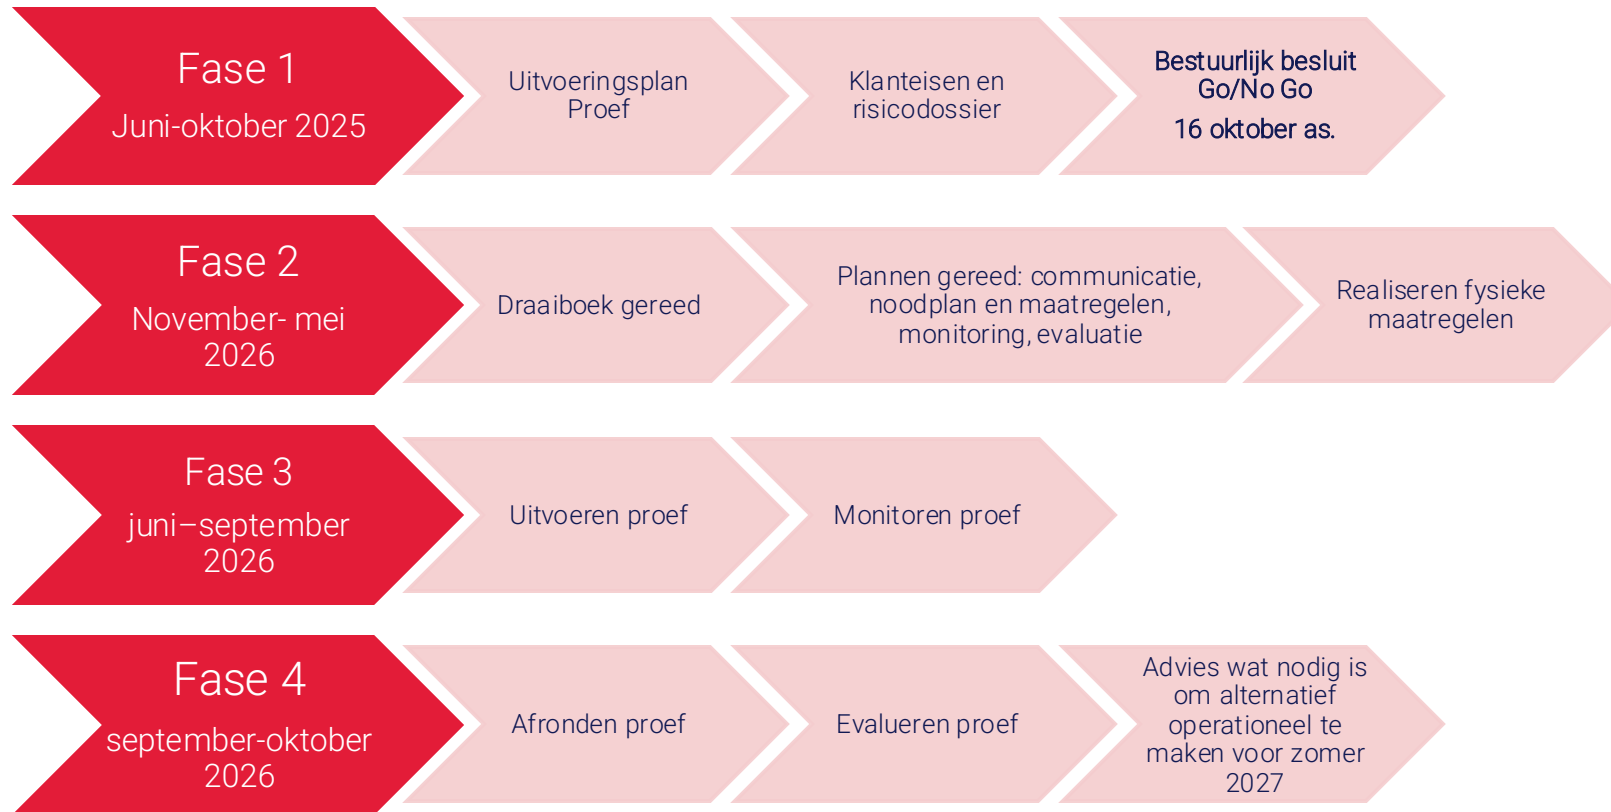 Fase 1
Juni-oktober 2025
Uitvoeringsplan
Proef
Klanteisen en
risicodossier
Bestuurlijk besluit
Go/No Go
16 oktober as.
Fase 2
November- mei
2026
Draaiboek gereed
Plannen gereed: communicatie,
noodplan en maatregelen,
monitoring, evaluatie
Realiseren fysieke
maatregelen
Fase 3
juni–september
2026
Uitvoeren proef
Monitoren proef
Fase 4
september-oktober
2026
Afronden proef
Evalueren proef
Advies wat nodig is
om alternatief
operationeel te
maken voor zomer
2027